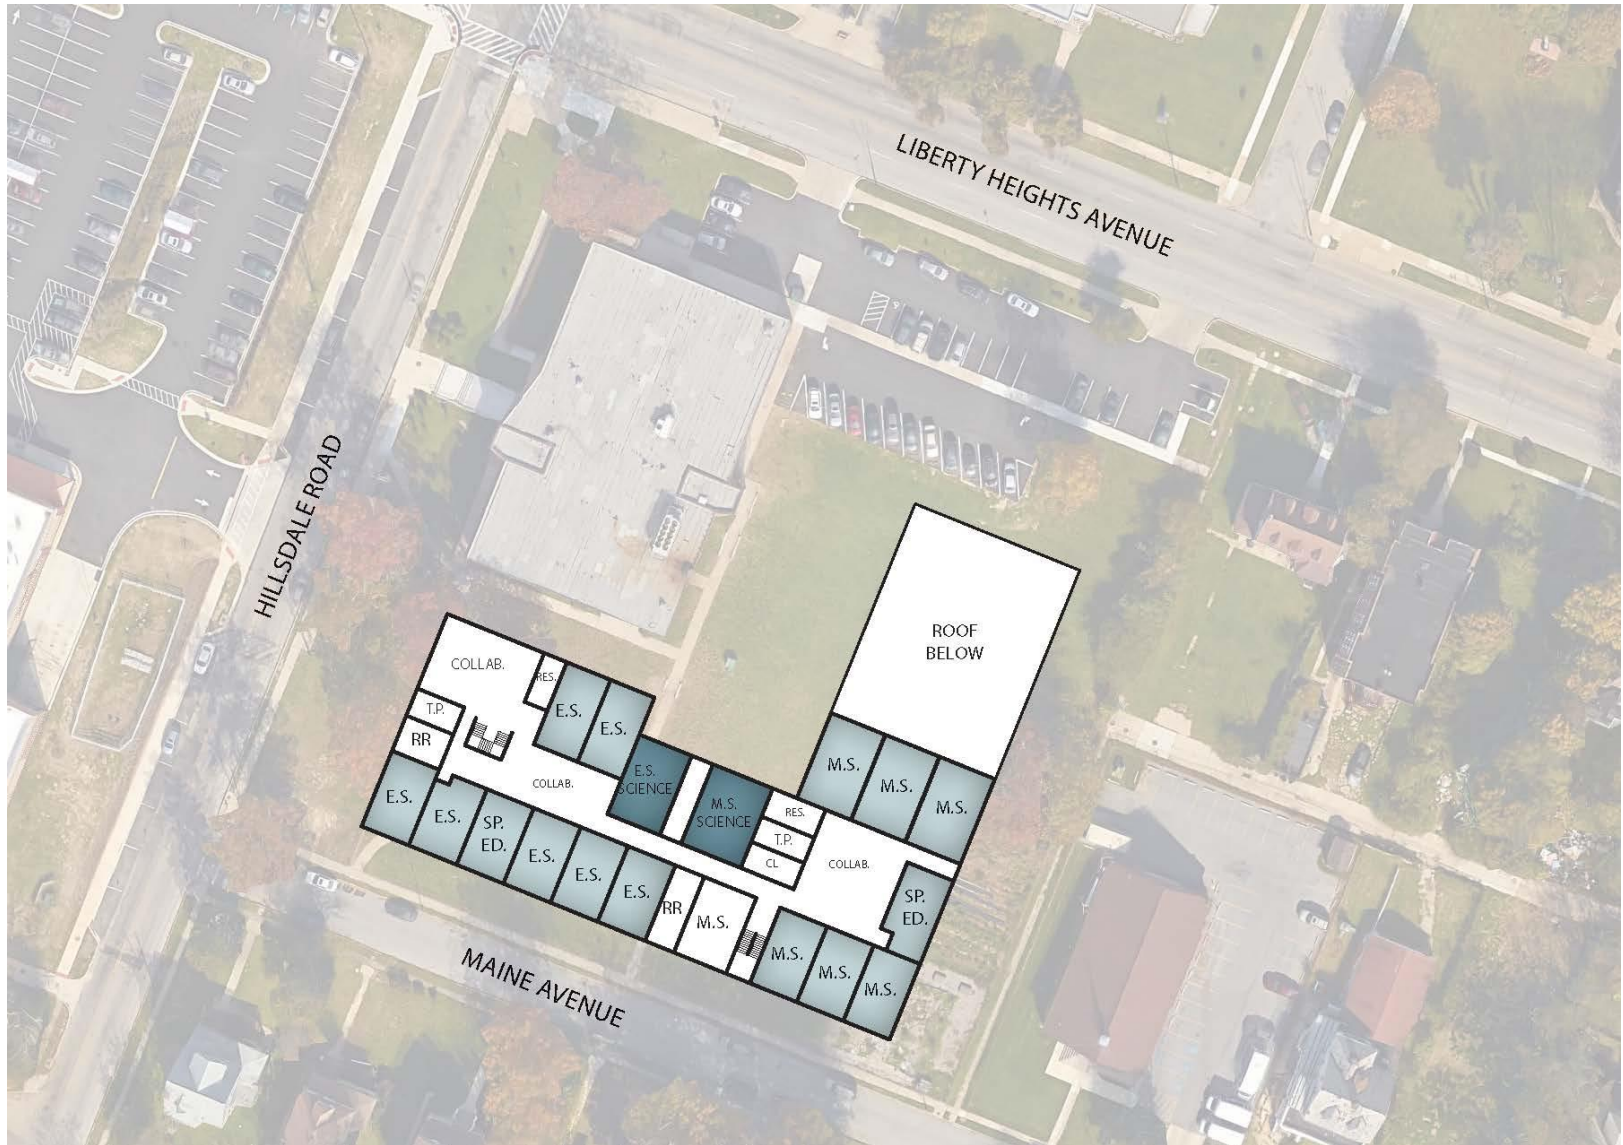 LIBERTY HEIGHTS AVENUE
HILLSDALE ROAD
ROOF
BELOW
COLLAB.
RES.
E.S.
E.S.
T.P.
RR
COLLAB.
E.S.
SCIENCE
M.S.
SCIENCE
RES.
T.P.
CL
COLLAB.
M.S.
M.S.
M.S.
E.S.
E.S.
SP.
ED.
E.S.
E.S.
E.S.
RR
M.S.
M.S.
M.S.
M.S.
SP.
ED.
MAINE AVENUE